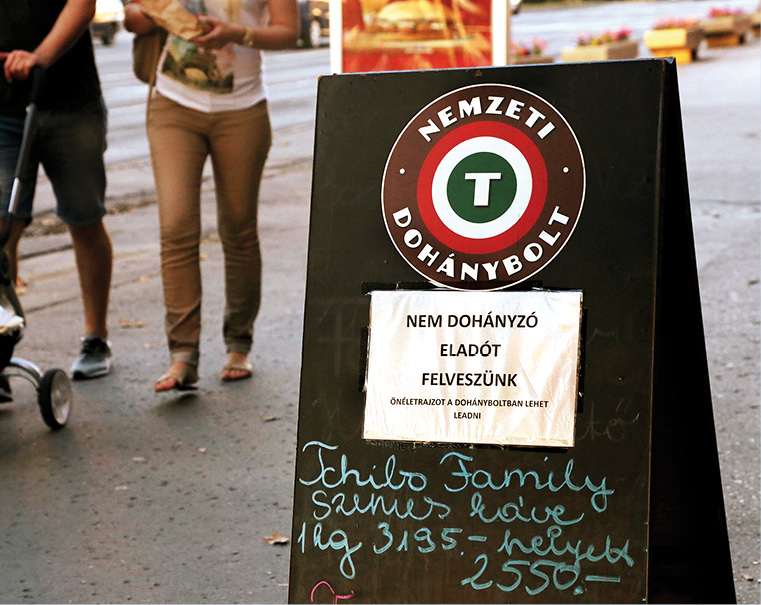 NEMZETI
T
DOHÁNYBOLT
NEM DOHÁNYZÓ
ELADÓT
FELVESZÜNK
ÖNÉLETRAJZOT A DOHÁNYBOLTBAN LEHET
LEADNI
Tchibo Family
szemes kávé
1kg 3195.- helyett
2550.-